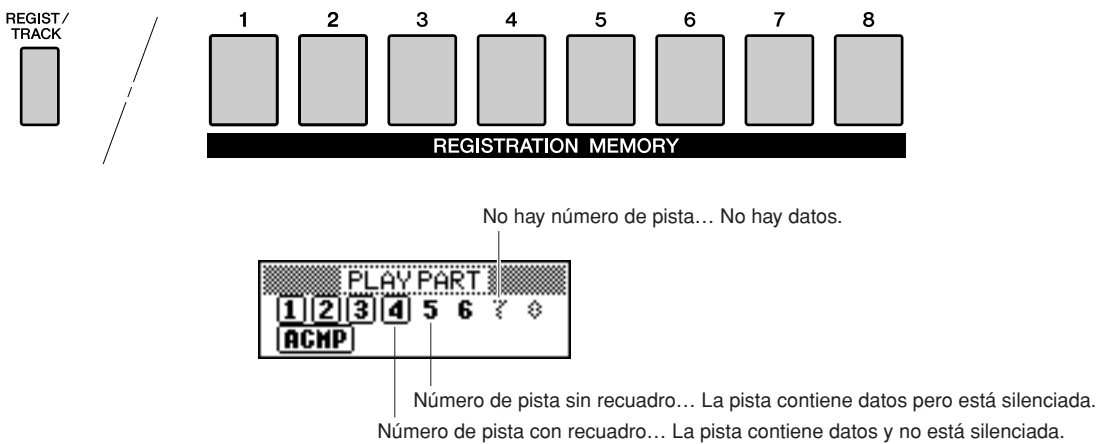 REGIST /
TRACK
1 2 3 4 5 6 7 8
REGISTRATION MEMORY
No hay número de pista… No hay datos.
PLAY PART
1 2 3 4 5 6 7 8
ACMP
Número de pista sin recuadro… La pista contiene datos pero está silenciada.
Número de pista con recuadro… La pista contiene datos y no está silenciada.